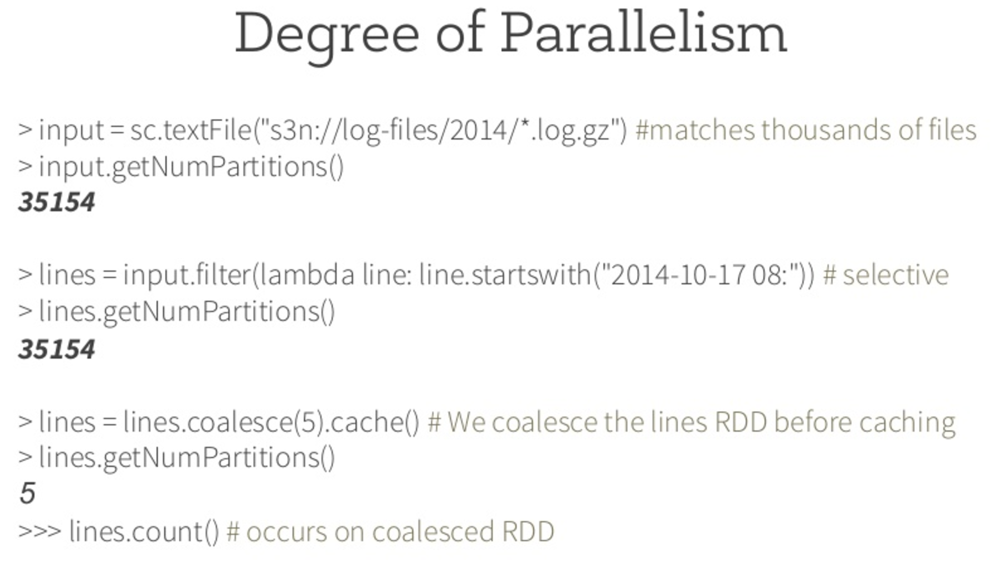 Degree of Parallelism
> input = sc.textFile("s3n://log-files/2014/*.log.gz") #matches thousands of files
> input.getNumPartitions()
35154
> lines = input.filter(lambda line: line.startswith("2014-10-17 08:")) # selective
> lines.getNumPartitions()
35154
> lines = lines.coalesce(5).cache() # We coalesce the lines RDD before caching
> lines.getNumPartitions()
5
>>> lines.count() # occurs on coalesced RDD